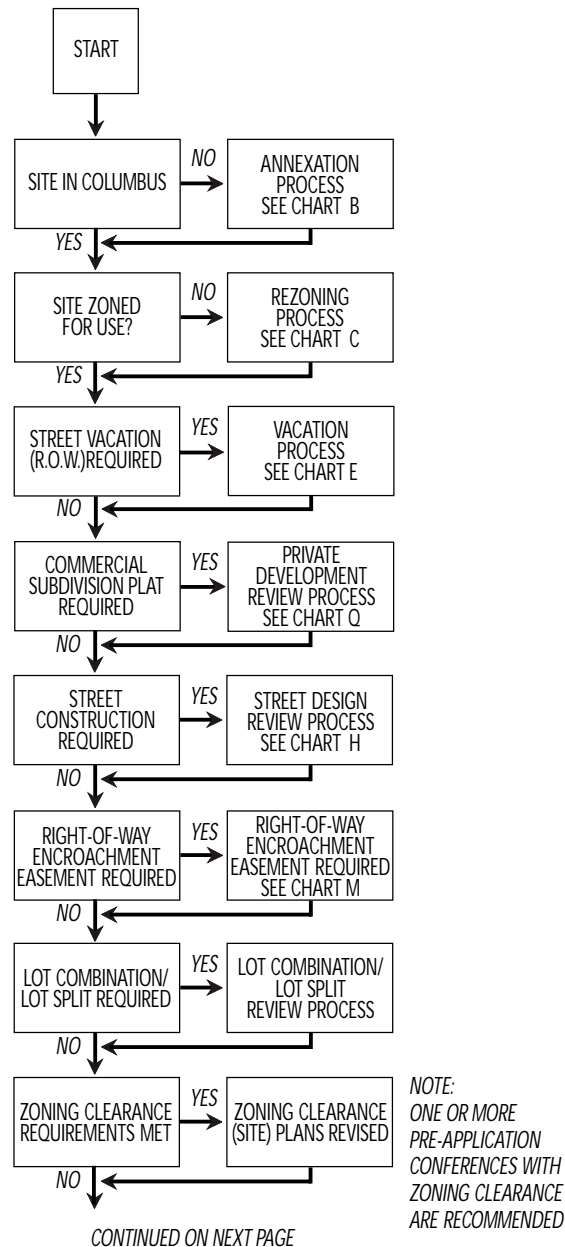 START
SITE IN COLUMBUS
NO
ANNEXATION
PROCESS
SEE CHART B
YES
SITE ZONED
FOR USE?
NO
REZONING
PROCESS
SEE CHART C
YES
STREET VACATION
(R.O.W.)REQUIRED
YES
VACATION
PROCESS
SEE CHART E
NO
COMMERCIAL
SUBDIVISION PLAT
REQUIRED
YES
PRIVATE
DEVELOPMENT
REVIEW PROCESS
SEE CHART Q
NO
STREET
CONSTRUCTION
REQUIRED
YES
STREET DESIGN
REVIEW PROCESS
SEE CHART H
NO
RIGHT-OF-WAY
ENCROACHMENT
EASEMENT REQUIRED
YES
RIGHT-OF-WAY
ENCROACHMENT
EASEMENT REQUIRED
SEE CHART M
NO
LOT COMBINATION/
LOT SPLIT REQUIRED
YES
LOT COMBINATION/
LOT SPLIT
REVIEW PROCESS
NO
ZONING CLEARANCE
REQUIREMENTS MET
YES
ZONING CLEARANCE
(SITE) PLANS REVISED
NO
NOTE:
ONE OR MORE
PRE-APPLICATION
CONFERENCES WITH
ZONING CLEARANCE
ARE RECOMMENDED
CONTINUED ON NEXT PAGE